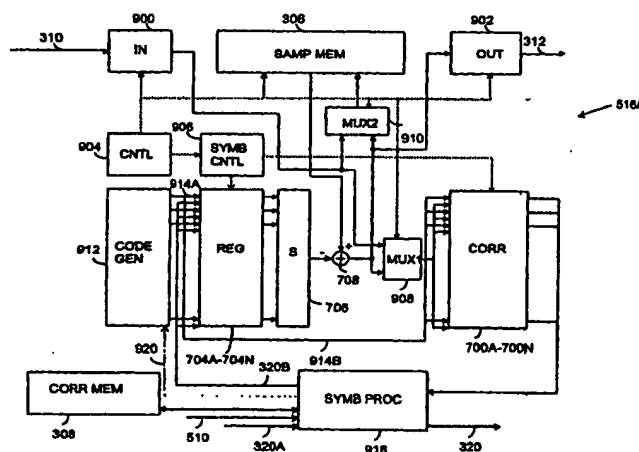 900
306
902
310
IN
SAMP MEM
OUT
312
516A
906
MUX2
910
904
CNTL
SYMB
CNTL
914A
912
CODE
GEN
REG
S
-
+
708
MUX
908
CORR
706
920
704A-704N
914B
700A-700N
320B
CORR MEM
SYMB PROC
308
510
320A
916
320